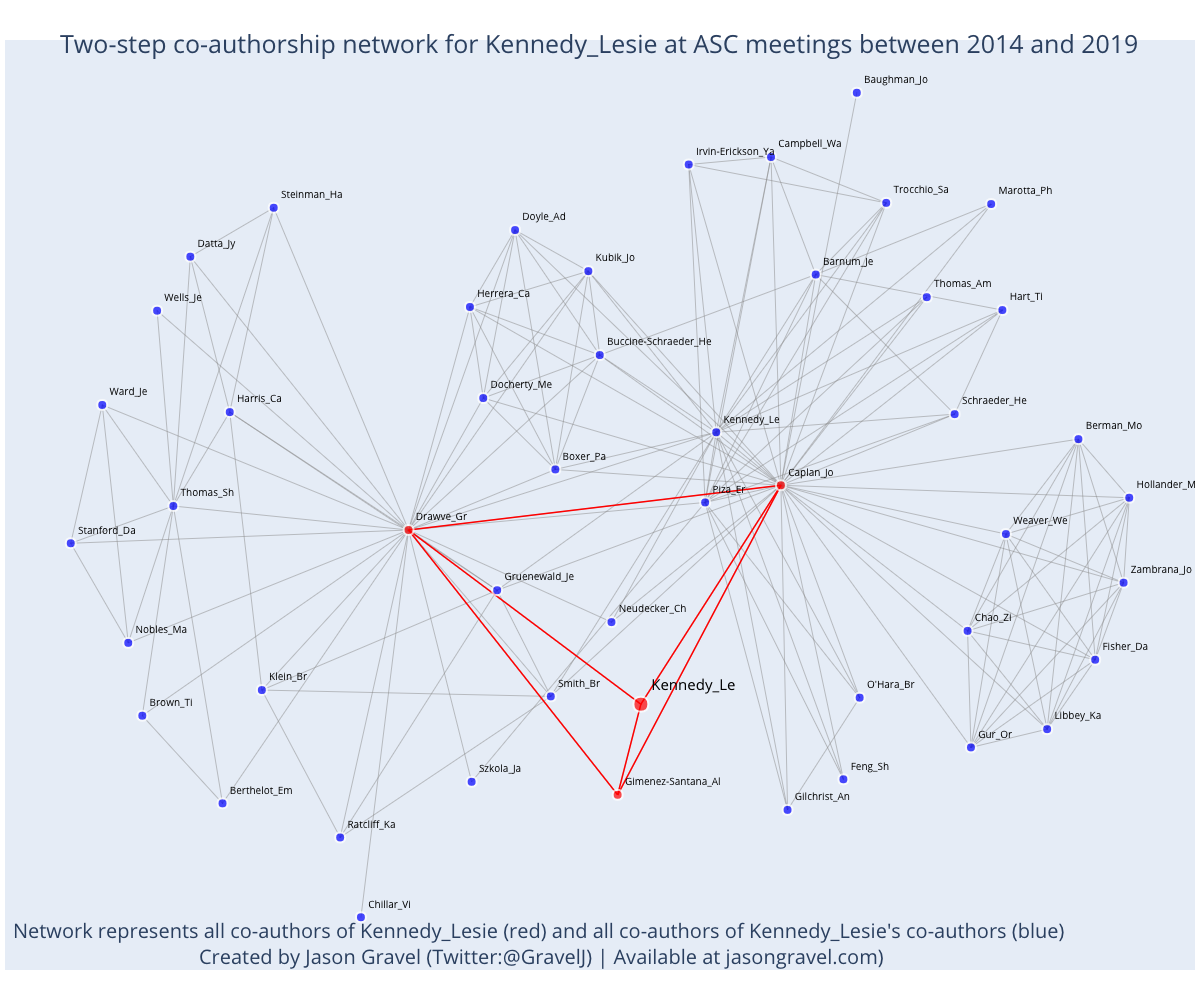 Two-step co-authorship network for Kennedy_Lesie at ASC meetings between 2014 and 2019
Baughman_Jo
Campbell_Wa
Irvin-Erickson_Ya
Trocchio_Sa
Marotta_Ph
Steinman_Ha
Doyle_Ad
Datta_Jy
Kubik_Jo
Barnum_Je
Thomas_Am
Herrera_Ca
Wells_Je
Hart_Ti
Buccine-Schraeder_He
Docherty_Me
Ward_Je
Harris_Ca
Schraeder_He
Kennedy_Le
Berman_Mo
Boxer_Pa
Caplan_Jo
Hollander_M
Thomas_Sh
Piza_Er
Drawve_Gr
Weaver_We
Stanford_Da
Zambrana_Jo
Gruenewald_Je
Neudecker_Ch
Chao_Zi
Nobles_Ma
Fisher_Da
Klein_Br
Smith_Br
Kennedy_Le
O'Hara_Br
Brown_Ti
Libbey_Ka
Gur_Or
Szkola_Ja
Gimenez-Santana_Al
Feng_Sh
Berthelot_Em
Gilchrist_An
Ratcliff_Ka
Chillar_Vi
Network represents all co-authors of Kennedy_Lesie (red) and all co-authors of Kennedy_Lesie's co-authors (blue)
Created by Jason Gravel (Twitter:@GravelJ) | Available at jasongravel.com)